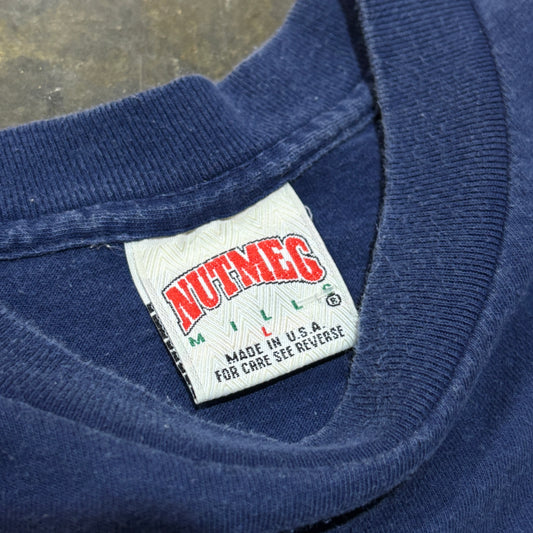 NUTMEG
MILLS ®
L
MADE IN U.S.A.
FOR CARE SEE REVERSE